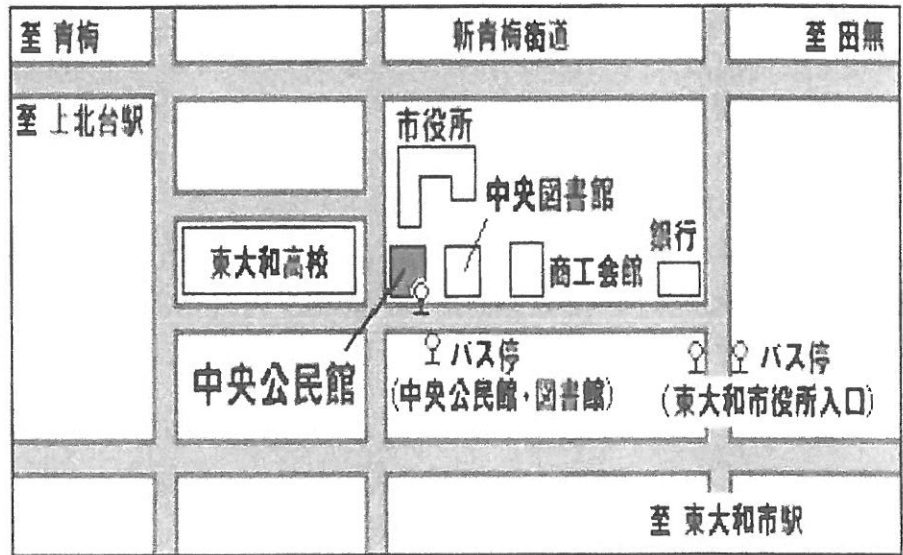 至 青梅
新青梅街道
至 田無
至 上北台駅
市役所
中央図書館
銀行
東大和高校
商工会館
中央公民館
バス停
(中央公民館・図書館)
バス停
(東大和市役所入口)
至 東大和市駅